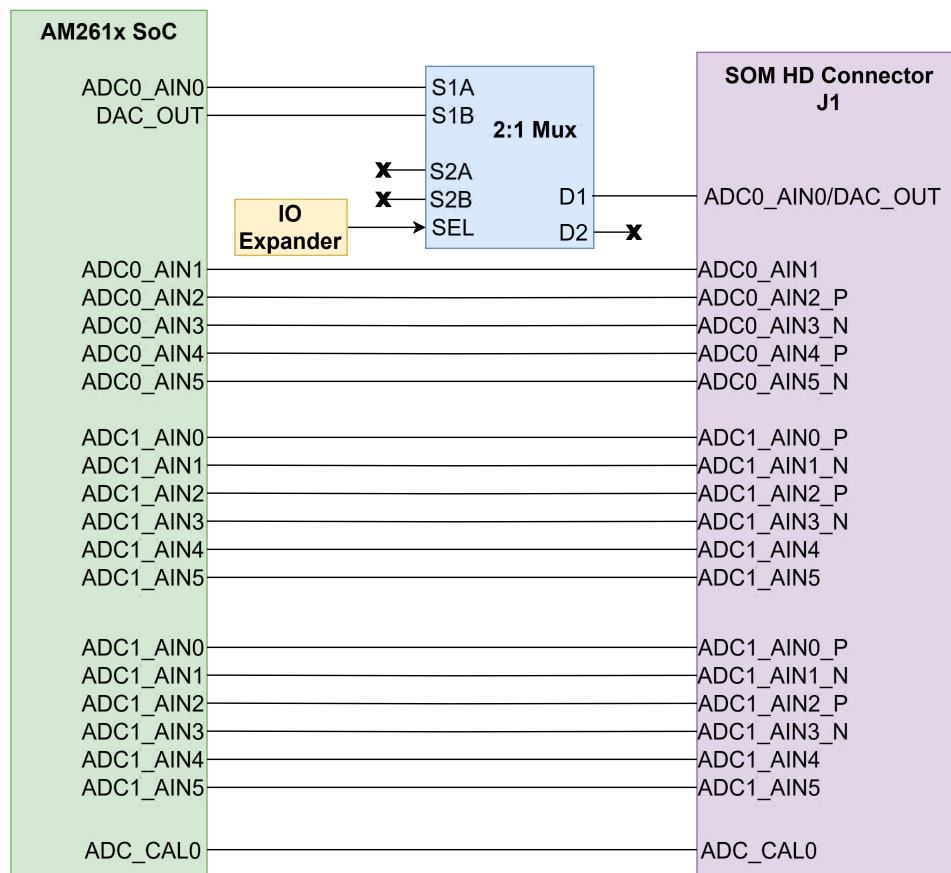 AM261x SoC
ADC0_AIN0
DAC_OUT
S1A
S1B
2:1 Mux
S2A
S2B
SEL
D1
D2
IO
Expander
SOM HD Connector
J1
ADC0_AIN0/DAC_OUT
ADC0_AIN1 ADC0_AIN1
ADC0_AIN2 ADC0_AIN2_P
ADC0_AIN3 ADC0_AIN3_N
ADC0_AIN4 ADC0_AIN4_P
ADC0_AIN5 ADC0_AIN5_N
ADC1_AIN0 ADC1_AIN0_P
ADC1_AIN1 ADC1_AIN1_N
ADC1_AIN2 ADC1_AIN2_P
ADC1_AIN3 ADC1_AIN3_N
ADC1_AIN4 ADC1_AIN4
ADC1_AIN5 ADC1_AIN5
ADC1_AIN0 ADC1_AIN0_P
ADC1_AIN1 ADC1_AIN1_N
ADC1_AIN2 ADC1_AIN2_P
ADC1_AIN3 ADC1_AIN3_N
ADC1_AIN4 ADC1_AIN4
ADC1_AIN5 ADC1_AIN5
ADC_CAL0 ADC_CAL0